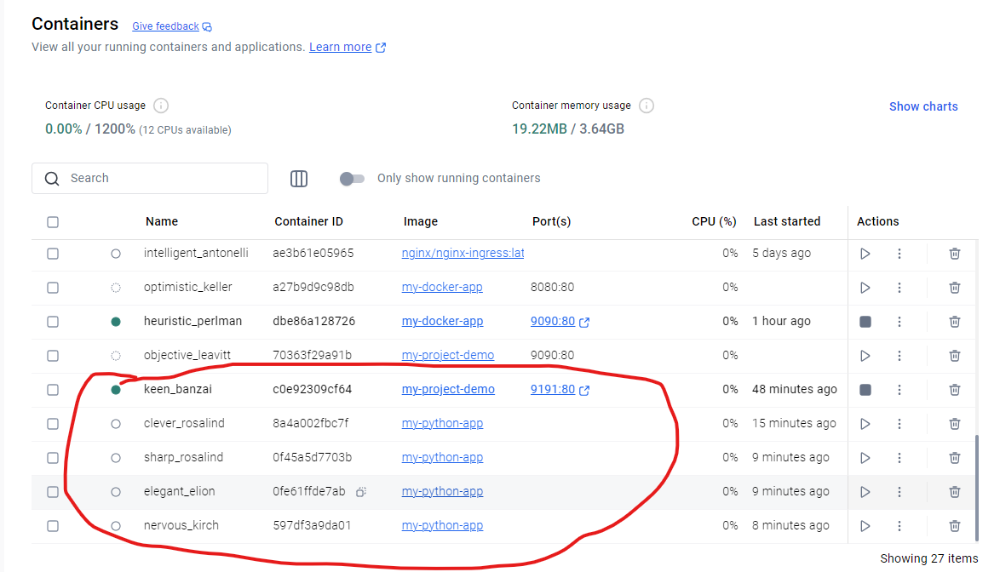 Containers Give feedback
View all your running containers and applications. Learn more
Container CPU usage Container memory usage Show charts
0.00% / 1200% (12 CPUs available) 19.22MB / 3.64GB
Search Only show running containers
Name Container ID Image Port(s) CPU (%) Last started Actions
intelligent_antonelli ae3b61e05965 nginx/nginx-ingress:lat 0% 5 days ago
optimistic_keller a27b9d9c98db my-docker-app 8080:80 0%
heuristic_perlman dbe86a128726 my-docker-app 9090:80 0% 1 hour ago
objective_leavitt 70363f29a91b my-project-demo 9090:80 0%
keen_banzai c0e92309cf64 my-project-demo 9191:80 0% 48 minutes ago
clever_rosalind 8a4a002fbc7f my-python-app 0% 15 minutes ago
sharp_rosalind 0f45a5d7703b my-python-app 0% 9 minutes ago
elegant_elion 0fe61ffde7ab my-python-app 0% 9 minutes ago
nervous_kirch 597df3a9da01 my-python-app 0% 8 minutes ago
Showing 27 items